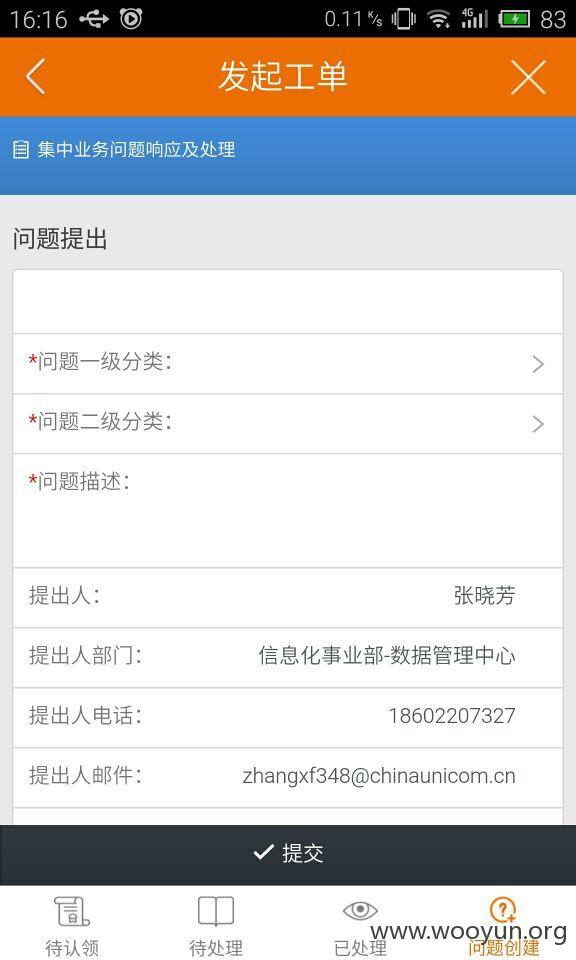 16:16 0.11 K/s 4G 83
发起工单
集中业务问题响应及处理
问题提出
*问题一级分类:
*问题二级分类:
*问题描述:
提出人: 张晓芳
提出人部门: 信息化事业部-数据管理中心
提出人电话: 18602207327
提出人邮件: zhangxf348@chinaunicom.cn
提交
待认领 待处理 已处理 问题创建
www.wooyun.org